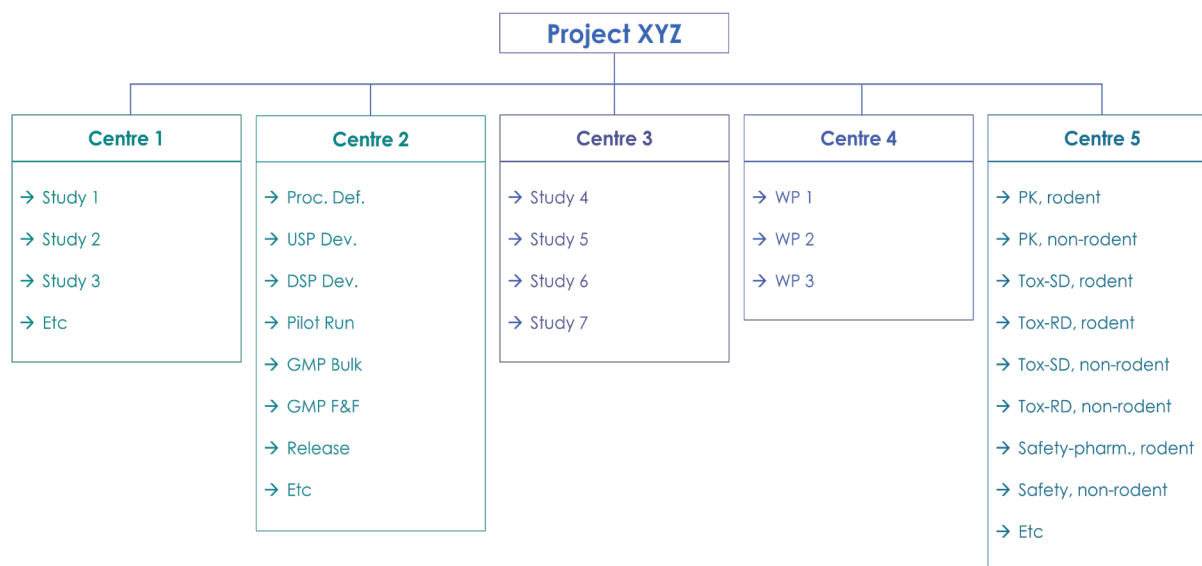 Project XYZ
Centre 1
→ Study 1
→ Study 2
→ Study 3
→ Etc
Centre 2
→ Proc. Def.
→ USP Dev.
→ DSP Dev.
→ Pilot Run
→ GMP Bulk
→ GMP F&F
→ Release
→ Etc
Centre 3
→ Study 4
→ Study 5
→ Study 6
→ Study 7
Centre 4
→ WP 1
→ WP 2
→ WP 3
Centre 5
→ PK, rodent
→ PK, non-rodent
→ Tox-SD, rodent
→ Tox-RD, rodent
→ Tox-SD, non-rodent
→ Tox-RD, non-rodent
→ Safety-pharm., rodent
→ Safety, non-rodent
→ Etc